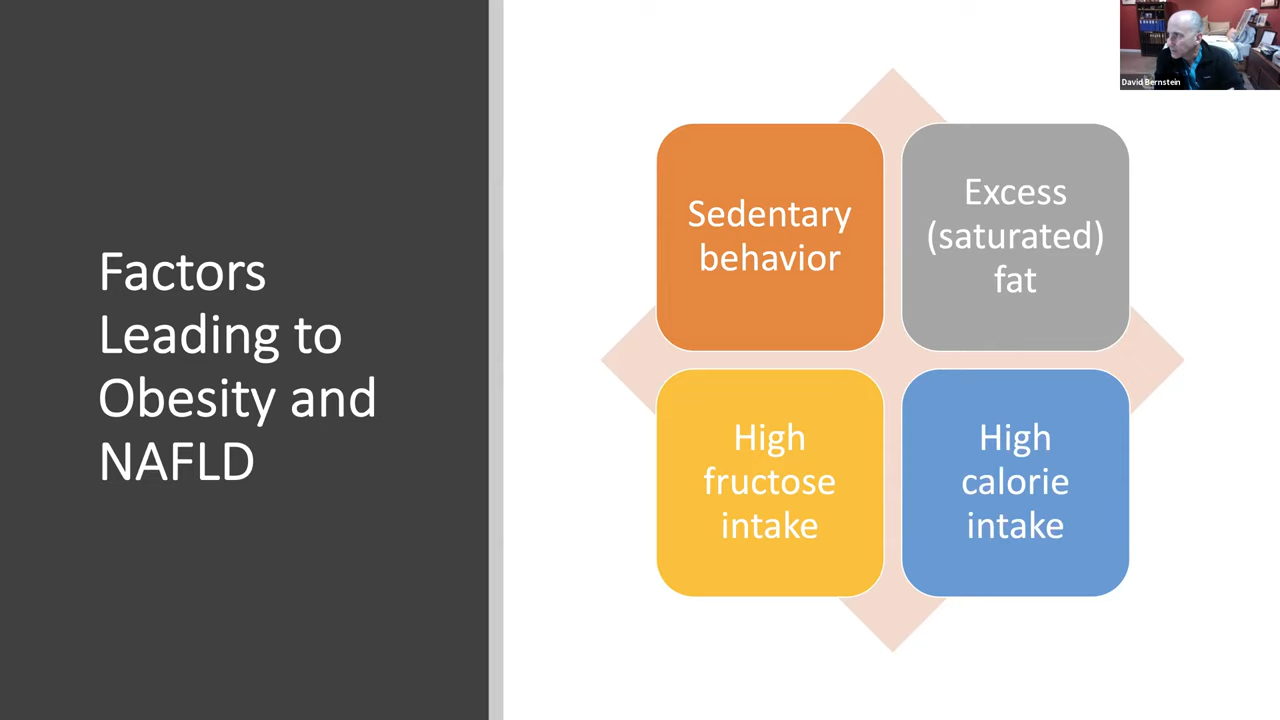 Factors
Leading to
Obesity and
NAFLD
Sedentary
behavior
Excess
(saturated)
fat
High
fructose
intake
High
calorie
intake
David Bernstein